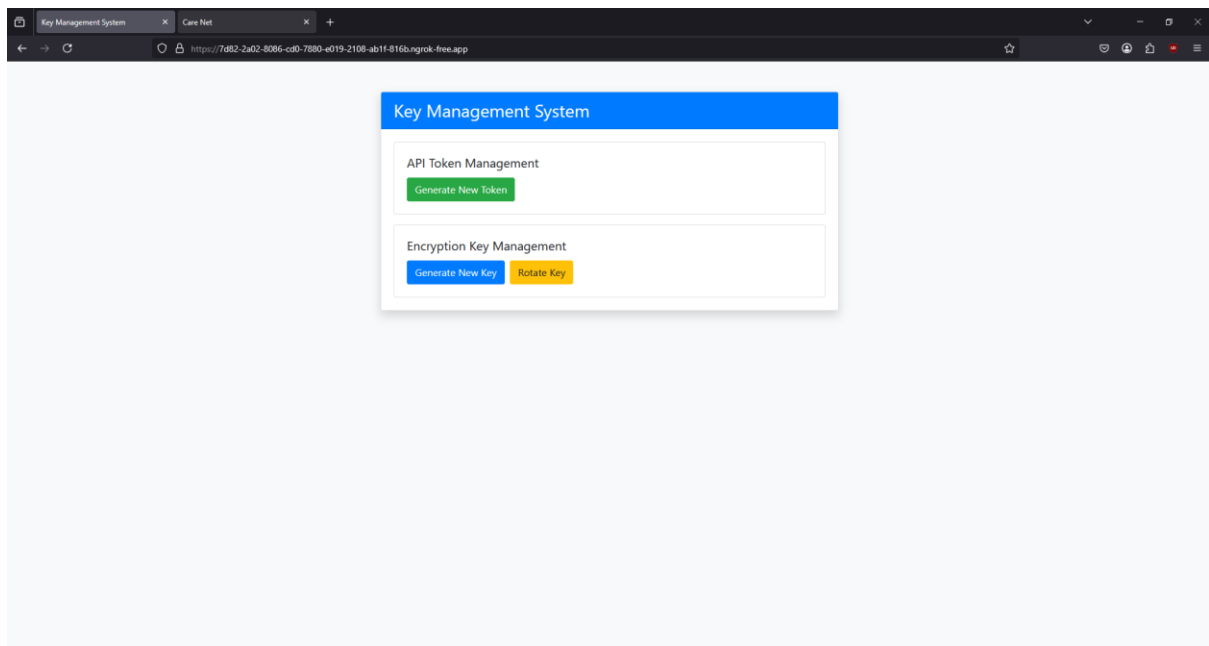 Key Management System
Care Net
https://7d82-2a02-8086-cd0-7880-e019-2108-ab1f-816b.ngrok-free.app
Key Management System
API Token Management
Generate New Token
Encryption Key Management
Generate New Key Rotate Key